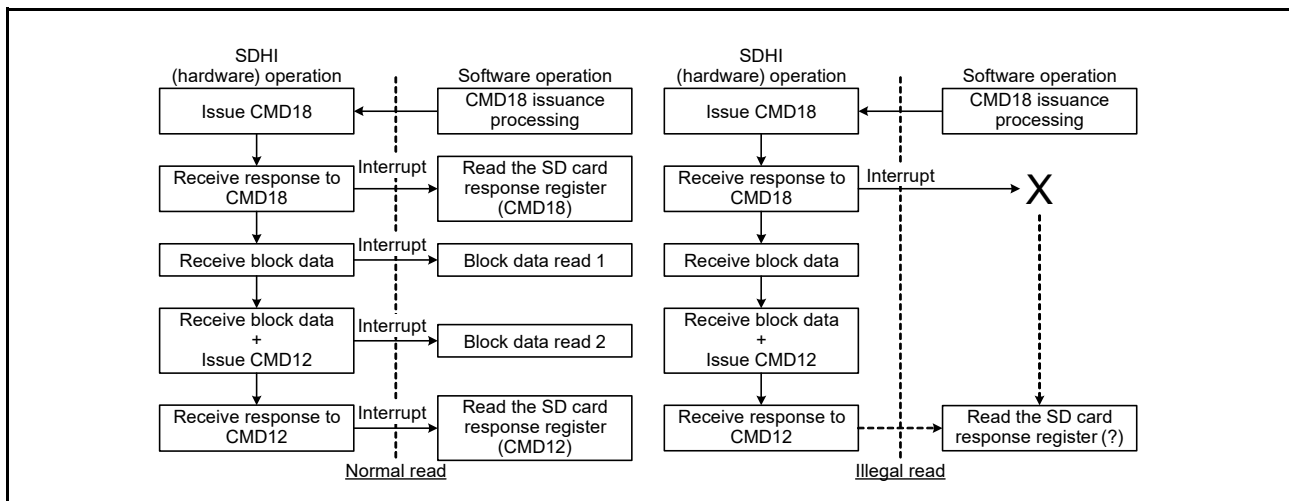 SDHI
(hardware) operation
Software operation
Issue CMD18
CMD18 issuance
processing
Receive response to
CMD18
Interrupt
Read the SD card
response register
(CMD18)
Receive block data
Interrupt
Block data read 1
Receive block data
+
Issue CMD12
Interrupt
Block data read 2
Receive response to
CMD12
Interrupt
Read the SD card
response register
(CMD12)
Normal read
SDHI
(hardware) operation
Software operation
Issue CMD18
CMD18 issuance
processing
Receive response to
CMD18
Interrupt
X
Receive block data
Receive block data
+
Issue CMD12
Receive response to
CMD12
Read the SD card
response register (?)
Illegal read